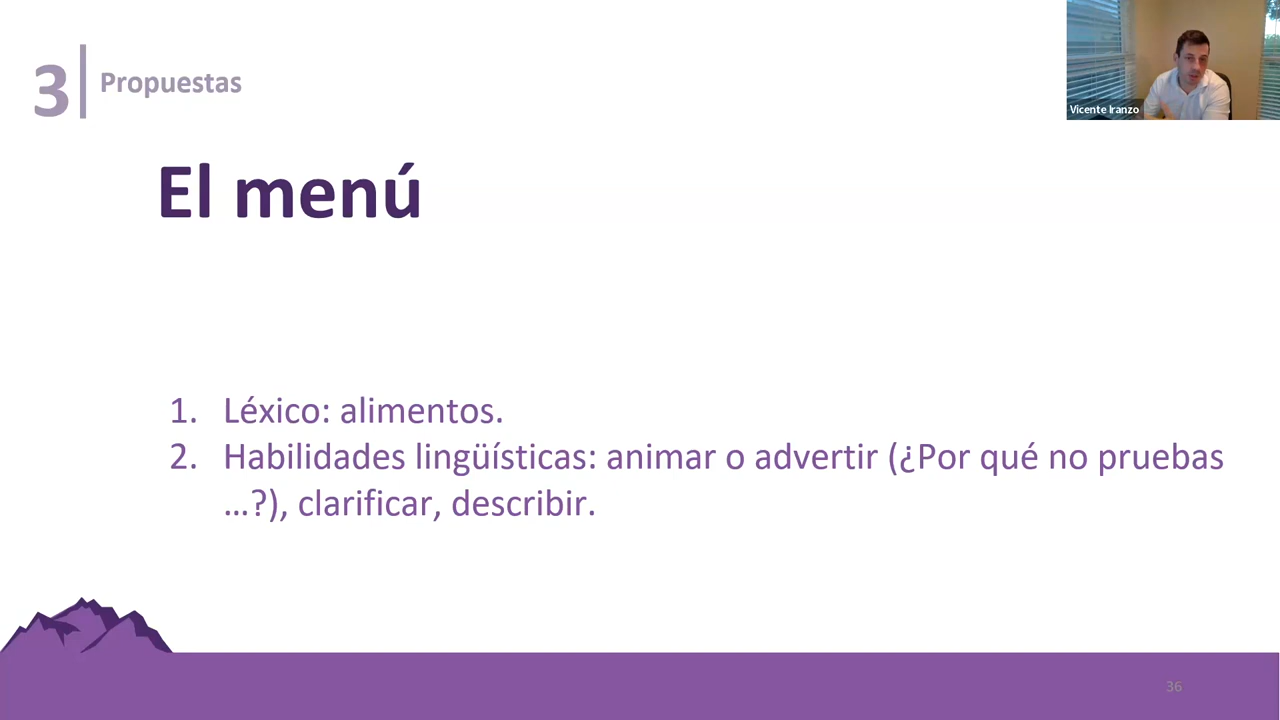 3 Propuestas
Vicente Iranzo
El menú
1. Léxico: alimentos.
2. Habilidades lingüísticas: animar o advertir (¿Por qué no pruebas
…?), clarificar, describir.
36